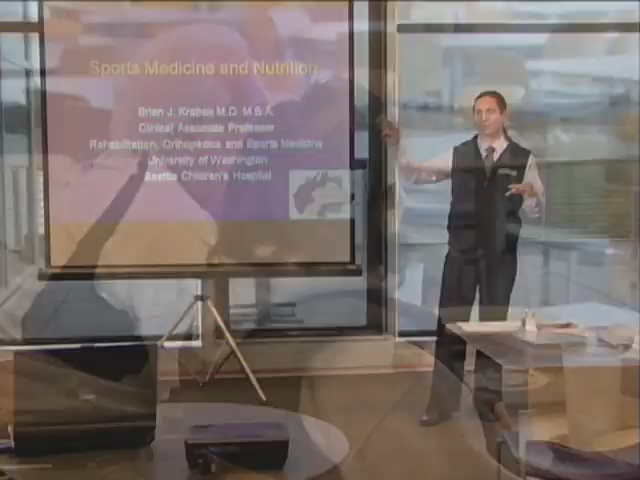 Sports Medicine and Nutrition
Brian J. Krabak M.D. M.B.A.
Clinical Associate Professor
Rehabilitation, Orthopedics and Sports Medicine
University of Washington
Seattle Children's Hospital